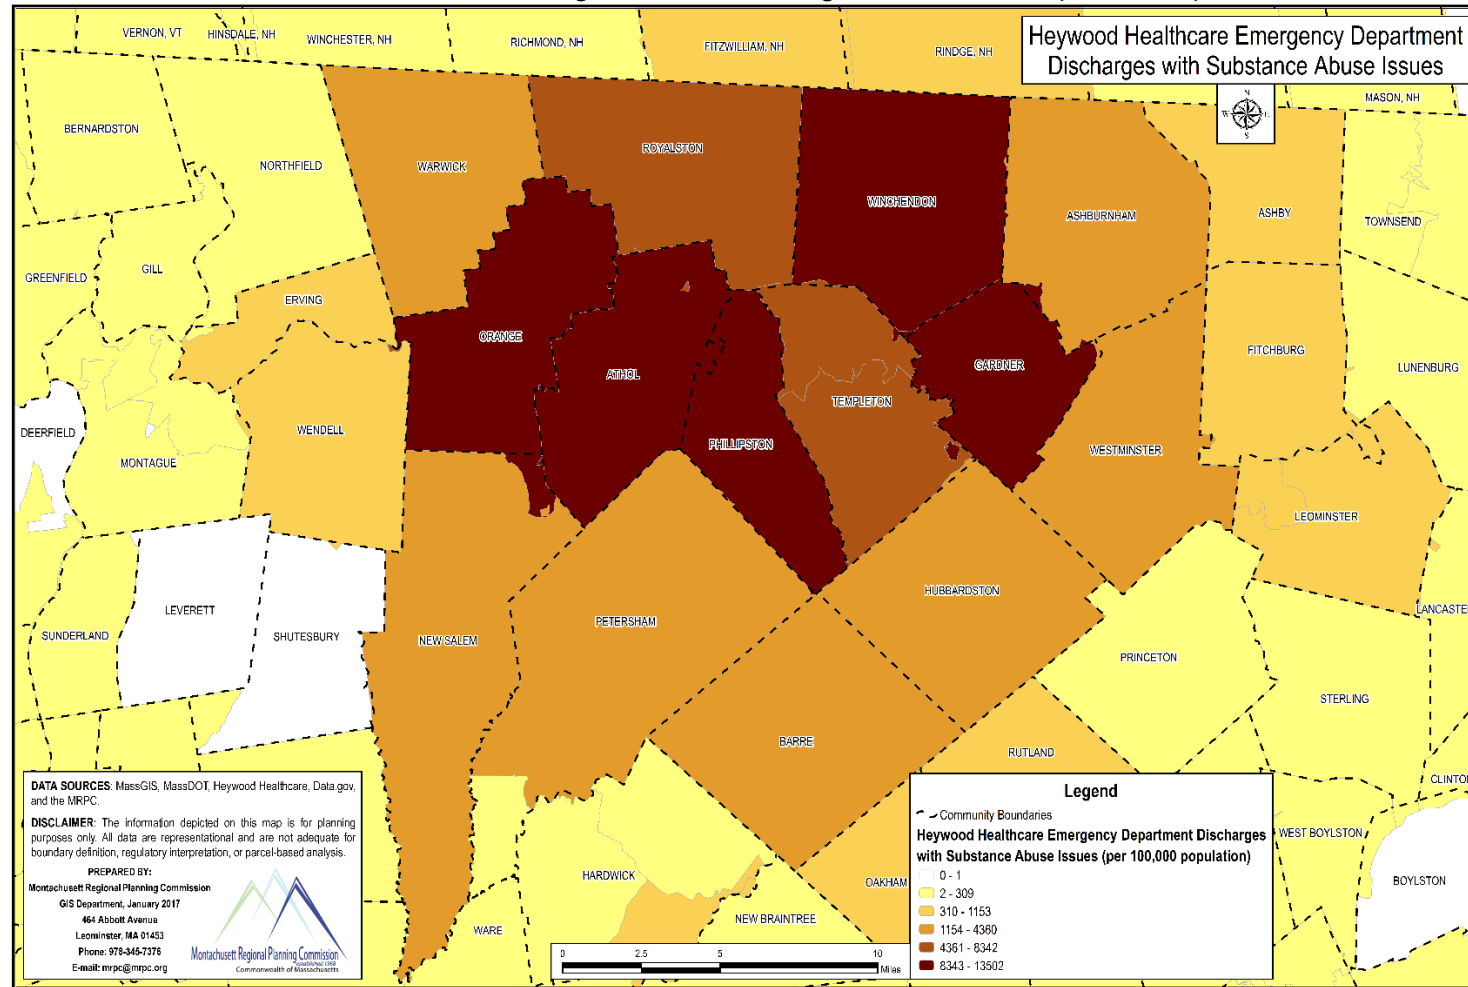 Heywood Healthcare Emergency Department
Discharges with Substance Abuse Issues
VERNON, VT
HINSDALE, NH
WINCHESTER, NH
RICHMOND, NH
FITZWILLIAM, NH
RINDGE, NH
MASON, NH
N
W E
S
BERNARDSTON
NORTHFIELD
WARWICK
ROYALSTON
WINCHENDON
ASHBURNHAM
ASHBY
TOWNSEND
GREENFIELD
GILL
ERVING
ORANGE
ATHOL
PHILLIPSTON
TEMPLETON
GARDNER
WESTMINSTER
FITCHBURG
LUNENBURG
DEERFIELD
MONTAGUE
WENDELL
LEOMINSTER
LANCASTER
SUNDERLAND
LEVERETT
SHUTESBURY
NEW SALEM
PETERSHAM
HUBBARDSTON
PRINCETON
STERLING
BARRE
RUTLAND
CLINTON
WEST BOYLSTON
BOYLSTON
HARDWICK
OAKHAM
NEW BRAINTREE
WARE
DATA SOURCES: MassGIS, MassDOT, Heywood Healthcare, Data.gov,
and the MRPC.
DISCLAIMER: The information depicted on this map is for planning
purposes only. All data are representational and are not adequate for
boundary definition, regulatory interpretation, or parcel-based analysis.
PREPARED BY:
Montachusett Regional Planning Commission
GIS Department, January 2017
464 Abbott Avenue
Leominster, MA 01453
Phone: 978-345-7376
E-mail: mrpc@mrpc.org
Montachusett Regional Planning Commission
established 1968
Commonwealth of Massachusetts
0 2.5 5 10
Miles
Legend
Community Boundaries
Heywood Healthcare Emergency Department Discharges
with Substance Abuse Issues (per 100,000 population)
0 - 1
2 - 309
310 - 1153
1154 - 4360
4361 - 8342
8343 - 13502